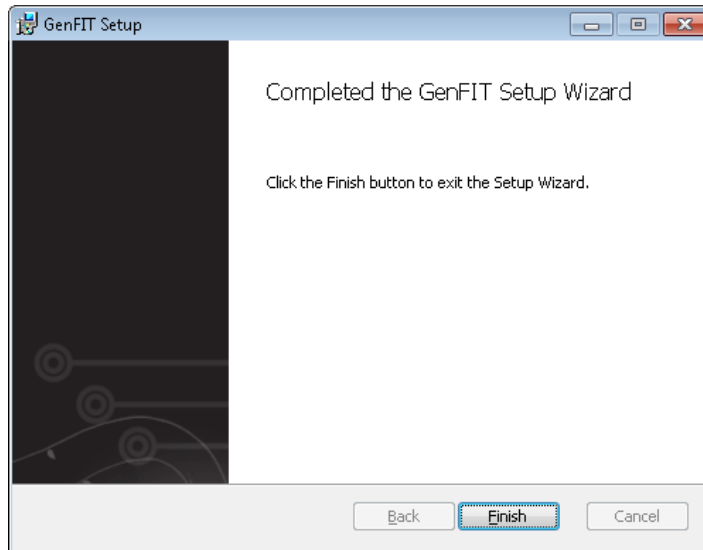 GenFIT Setup
Completed the GenFIT Setup Wizard
Click the Finish button to exit the Setup Wizard.
Back Finish Cancel